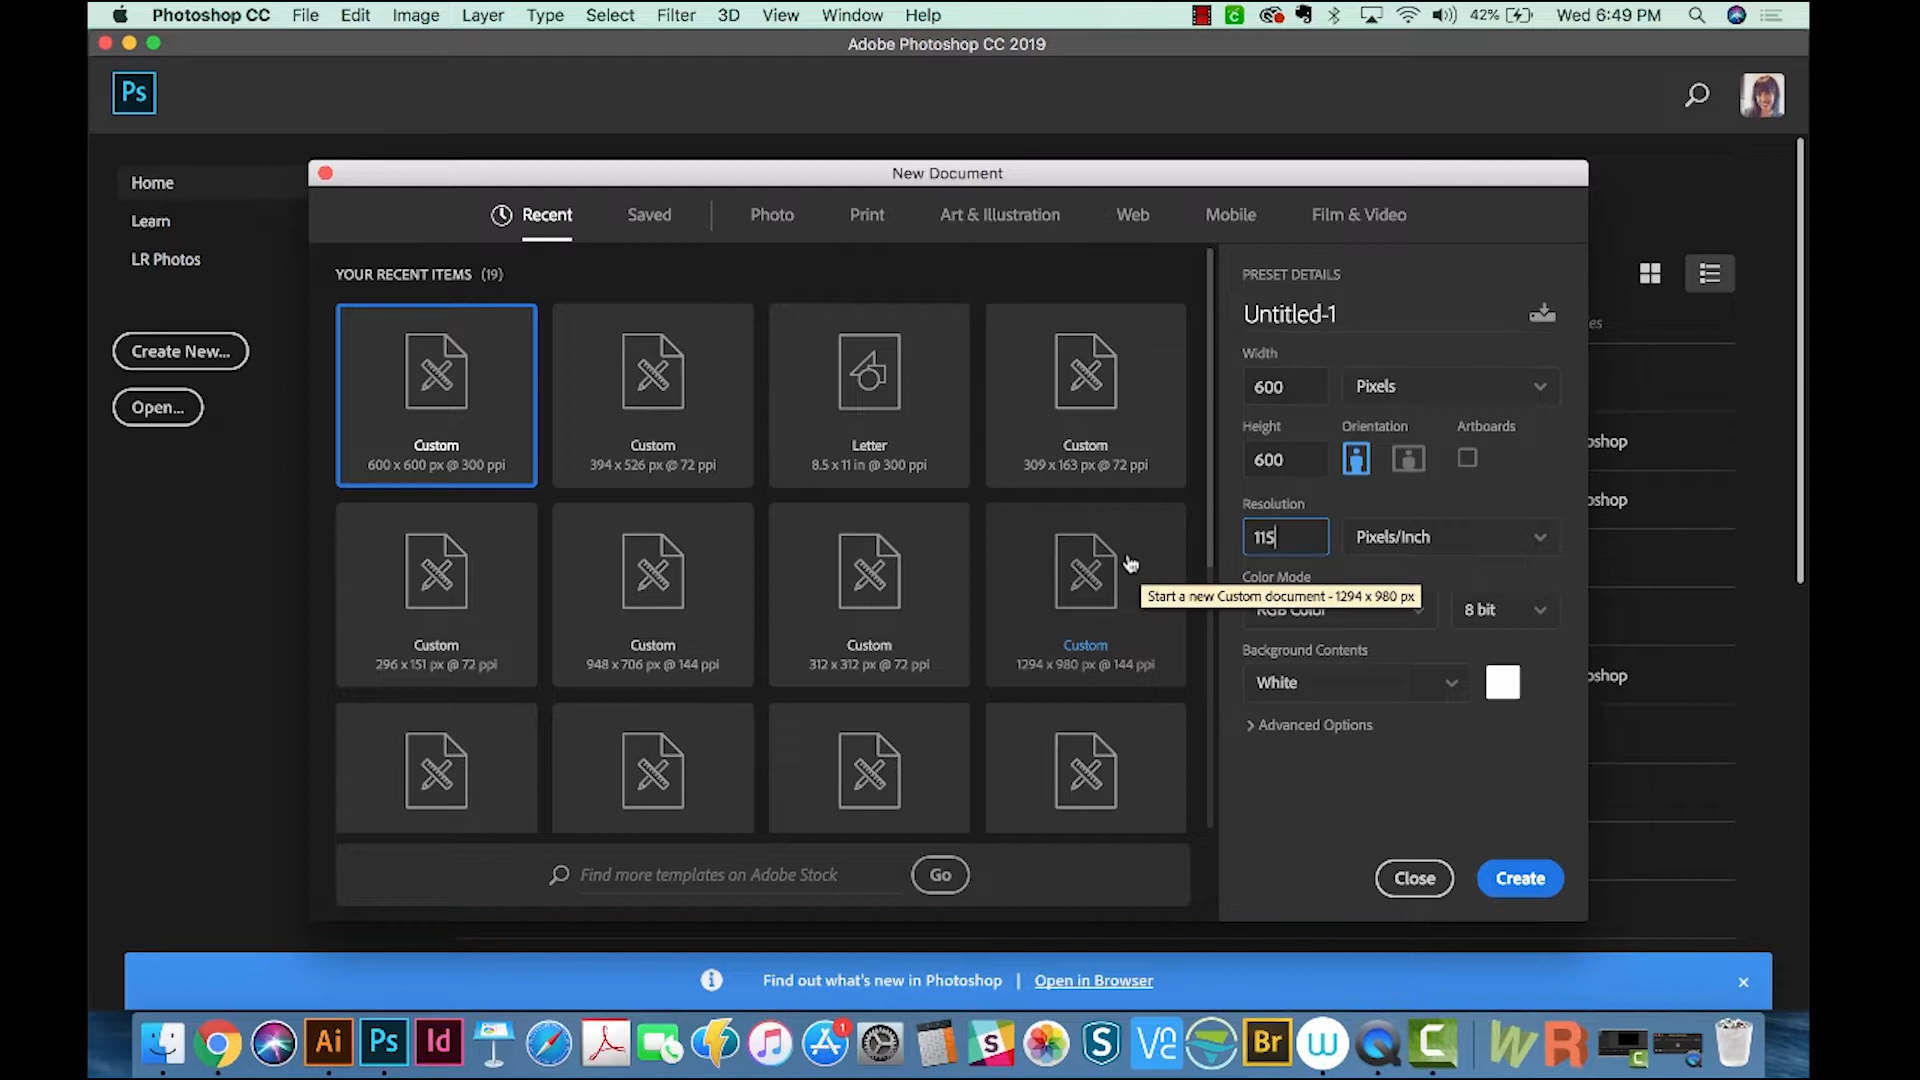 Photoshop CC File Edit Image Layer Type Select Filter 3D View Window Help 42% Wed 6:49 PM
Adobe Photoshop CC 2019
Ps
New Document
Home
Learn
LR Photos
Create New...
Open...
Recent Saved Photo Print Art & Illustration Web Mobile Film & Video
YOUR RECENT ITEMS (19)
Custom
600 x 600 px @ 300 ppi
Custom
394 x 526 px @ 72 ppi
Letter
8.5 x 11 in @ 300 ppi
Custom
309 x 163 px @ 72 ppi
Custom
296 x 151 px @ 72 ppi
Custom
948 x 706 px @ 144 ppi
Custom
312 x 312 px @ 72 ppi
Custom
1294 x 980 px @ 144 ppi
Find more templates on Adobe Stock
Go
PRESET DETAILS
Untitled-1
Width
600 Pixels
Height Orientation Artboards
600
Resolution
115 Pixels/Inch
Color Mode
Start a new Custom document - 1294 x 980 px
RGB Color 8 bit
Background Contents
White
Advanced Options
Close Create
es
oshop
oshop
oshop
Find out what's new in Photoshop | Open in Browser
Ai Ps Id 1 S S Br C